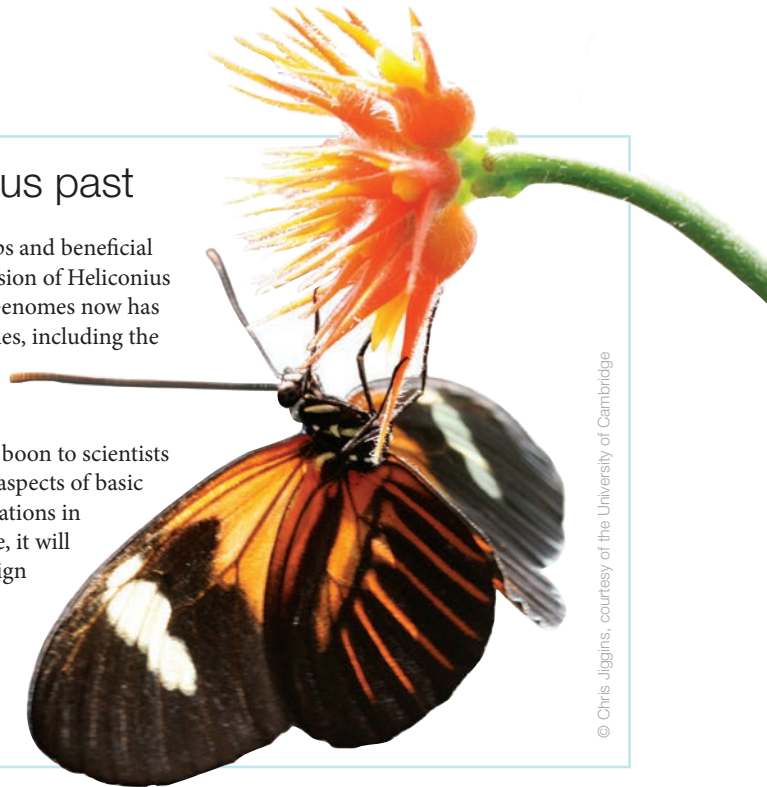 us past
and beneficial
sion of Heliconius
enomes now has
es, including the
boon to scientists
aspects of basic
ations in
, it will
ign
© Chris Jiggins, courtesy of the University of Cambridge